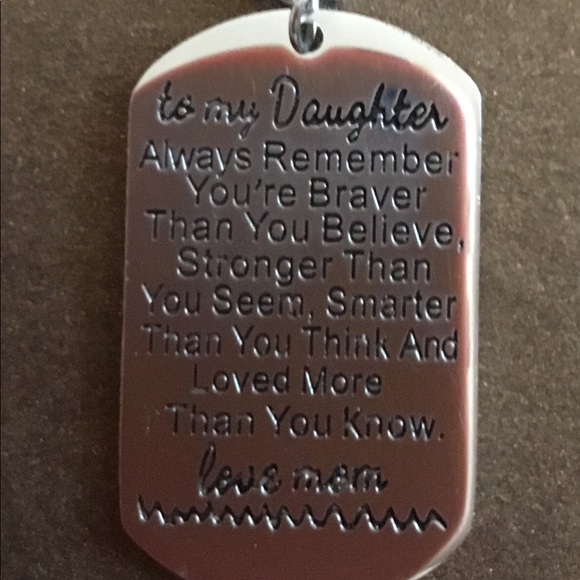 to my Daughter
Always Remember
You're Braver
Than You Believe,
Stronger Than
You Seem, Smarter
Than You Think And
Loved More
Than You Know.
love mom